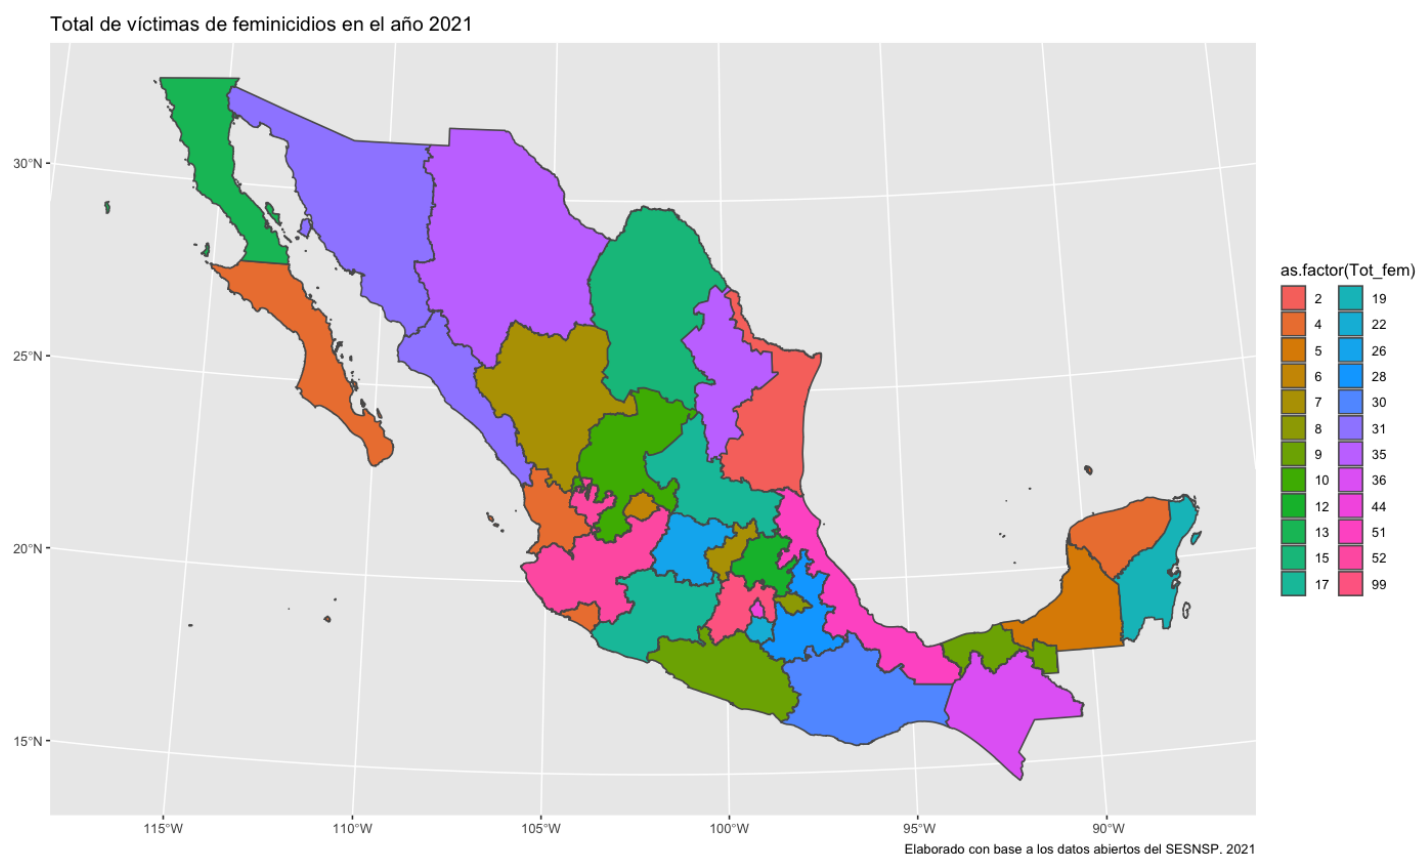 Total de víctimas de feminicidios en el año 2021
30°N
25°N
20°N
15°N
115°W
110°W
105°W
100°W
95°W
90°W
as.factor(Tot_fem)
2
4
5
6
7
8
9
10
12
13
15
17
19
22
26
28
30
31
35
36
44
51
52
99
Elaborado con base a los datos abiertos del SESNSP, 2021